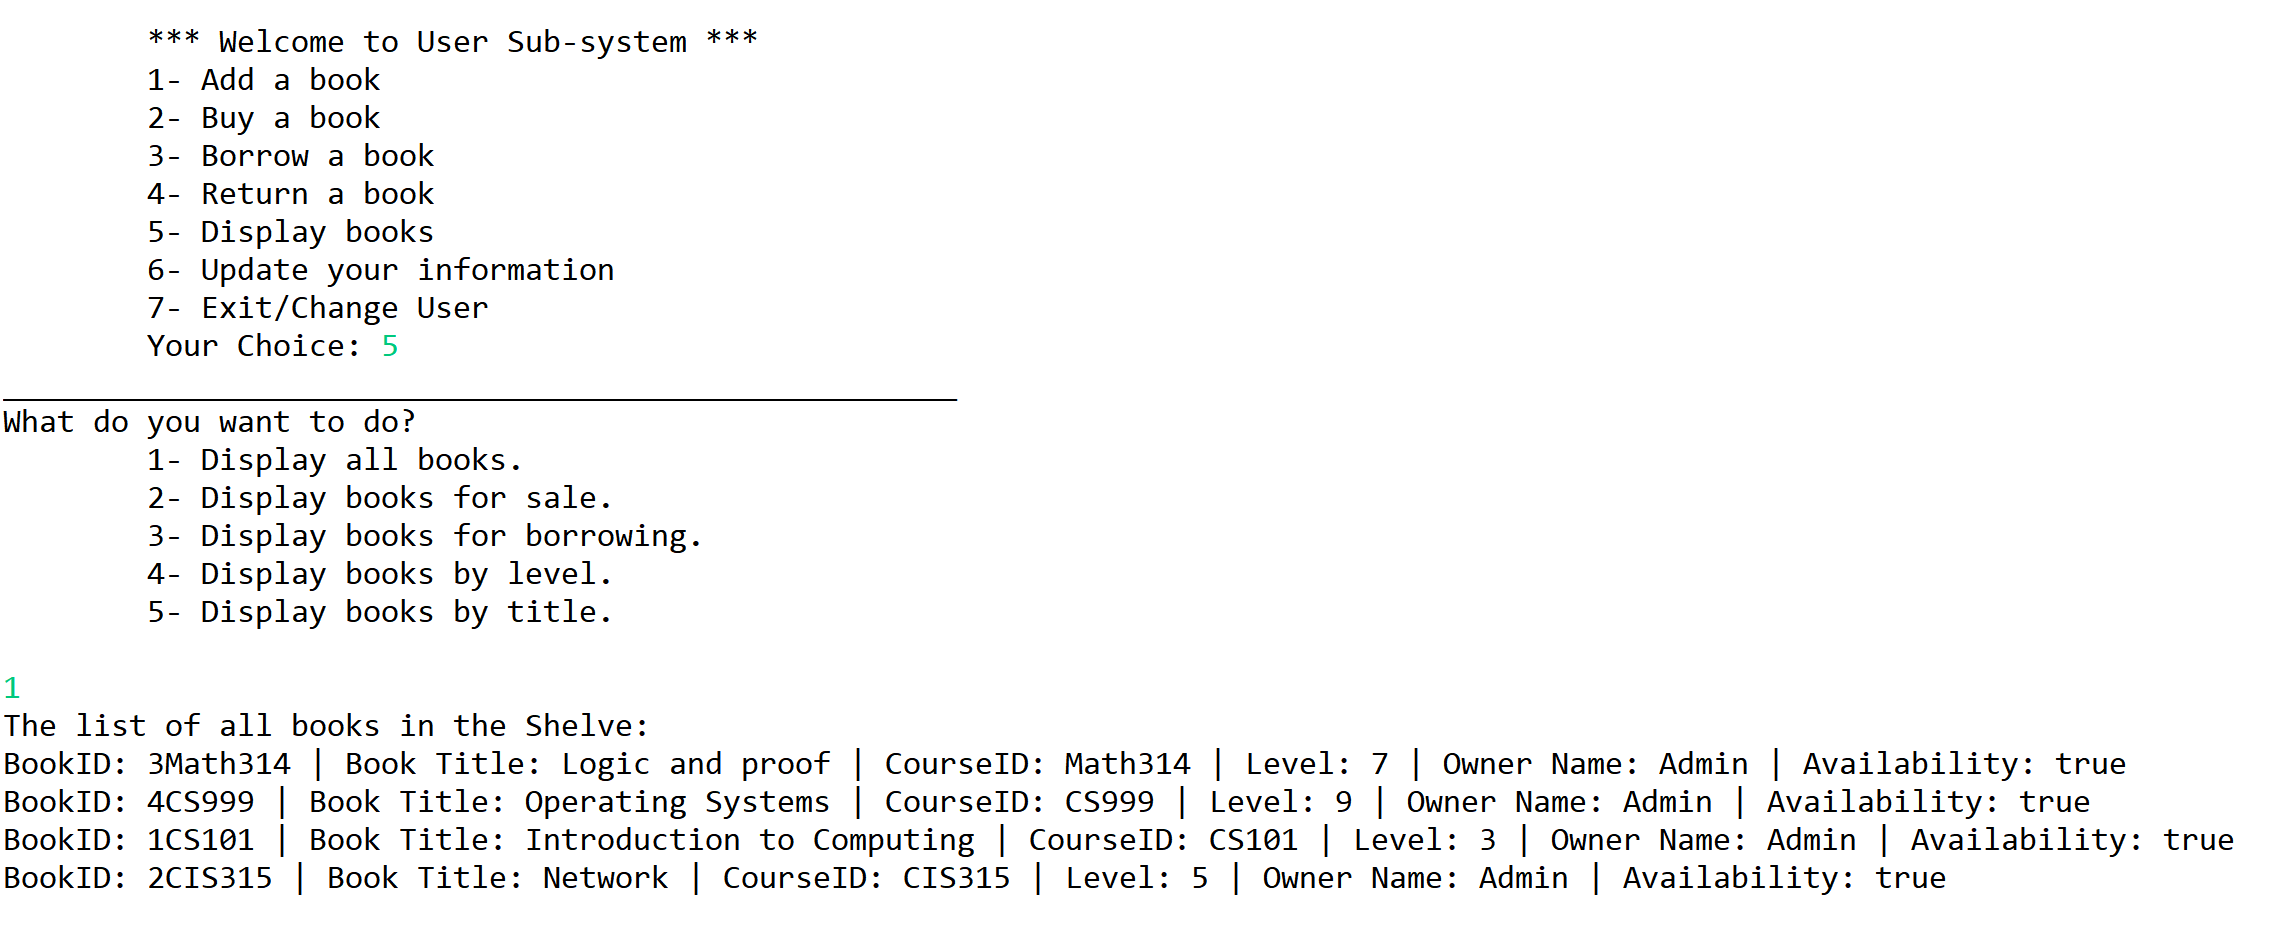 *** Welcome to User Sub-system ***
1- Add a book
2- Buy a book
3- Borrow a book
4- Return a book
5- Display books
6- Update your information
7- Exit/Change User
Your Choice: 5
_____________________________________________________
What do you want to do?
1- Display all books.
2- Display books for sale.
3- Display books for borrowing.
4- Display books by level.
5- Display books by title.
1
The list of all books in the Shelve:
BookID: 3Math314 | Book Title: Logic and proof | CourseID: Math314 | Level: 7 | Owner Name: Admin | Availability: true
BookID: 4CS999 | Book Title: Operating Systems | CourseID: CS999 | Level: 9 | Owner Name: Admin | Availability: true
BookID: 1CS101 | Book Title: Introduction to Computing | CourseID: CS101 | Level: 3 | Owner Name: Admin | Availability: true
BookID: 2CIS315 | Book Title: Network | CourseID: CIS315 | Level: 5 | Owner Name: Admin | Availability: true